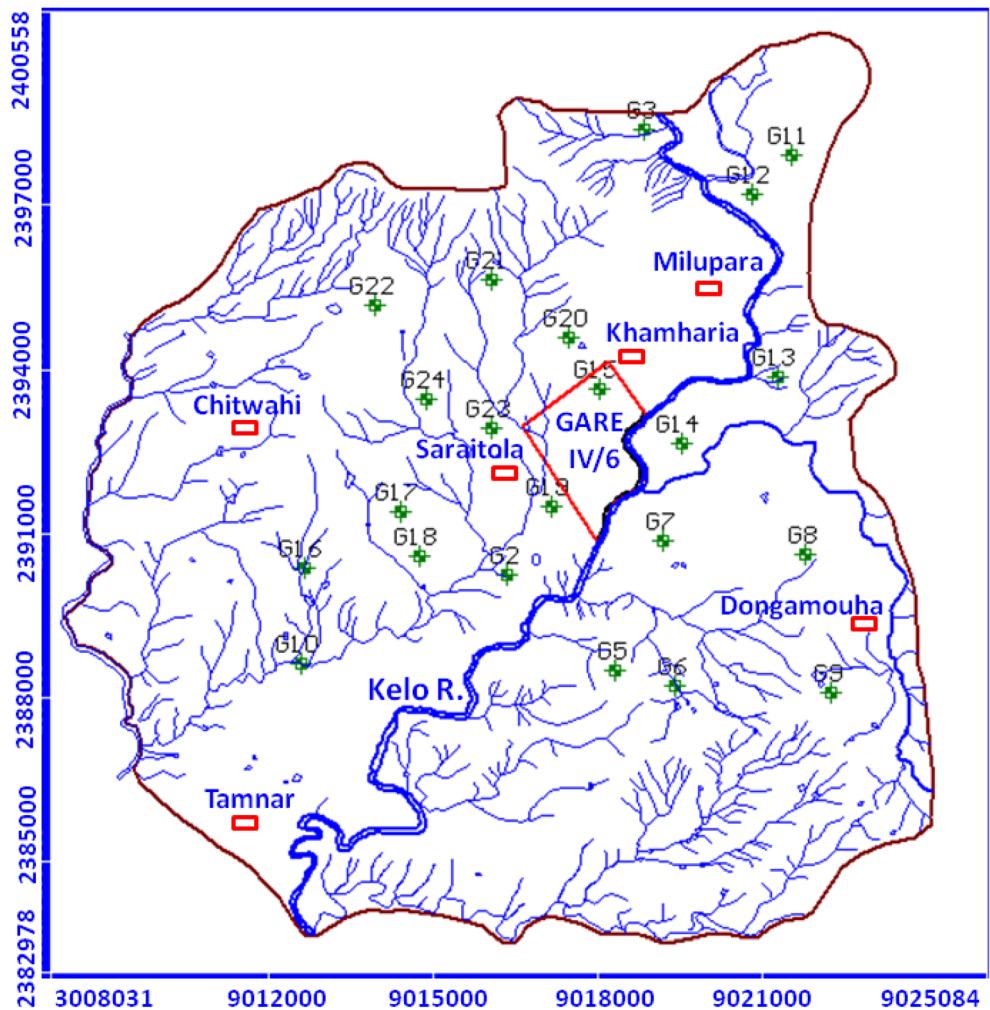 2400558
G3
G11
2397000
G12
Milupara
G21
G22
G20
Khamharia
2394000
G13
G15
G24
Chitwahi
G23
GARE
IV/6
G14
Saraitola
G19
G17
2391000
G18
G7
G8
G16
G2
Dongamouha
G10
G5
G6
G9
Kelo R.
2388000
Tamnar
2385000
2382978
3008031
9012000
9015000
9018000
9021000
9025084